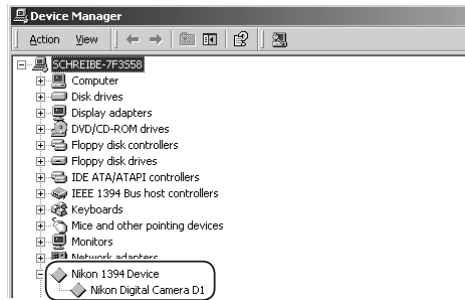 Device Manager
Action View
SCHREIBE-7F3S58
Computer
Disk drives
Display adapters
DVD/CD-ROM drives
Floppy disk controllers
Floppy disk drives
IDE ATA/ATAPI controllers
IEEE 1394 Bus host controllers
Keyboards
Mice and other pointing devices
Monitors
Network adapters
Nikon 1394 Device
Nikon Digital Camera D1